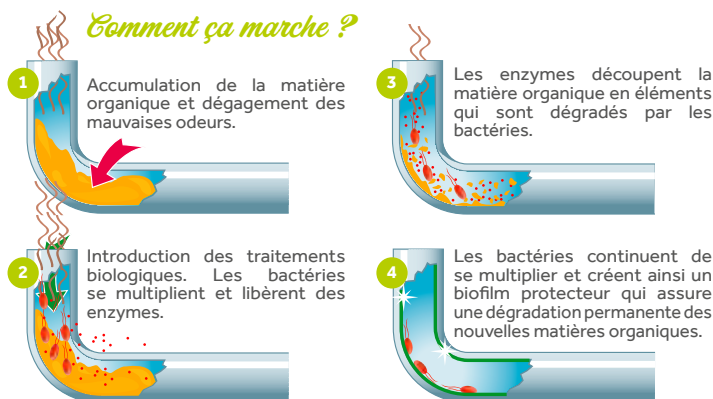 Comment ça marche ?
1
Accumulation de la matière
organique et dégagement des
mauvaises odeurs.
2
Introduction des traitements
biologiques. Les bactéries
se multiplient et libèrent des
enzymes.
3
Les enzymes découpent la
matière organique en éléments
qui sont dégradés par les
bactéries.
4
Les bactéries continuent de
se multiplier et créent ainsi un
biofilm protecteur qui assure
une dégradation permanente des
nouvelles matières organiques.